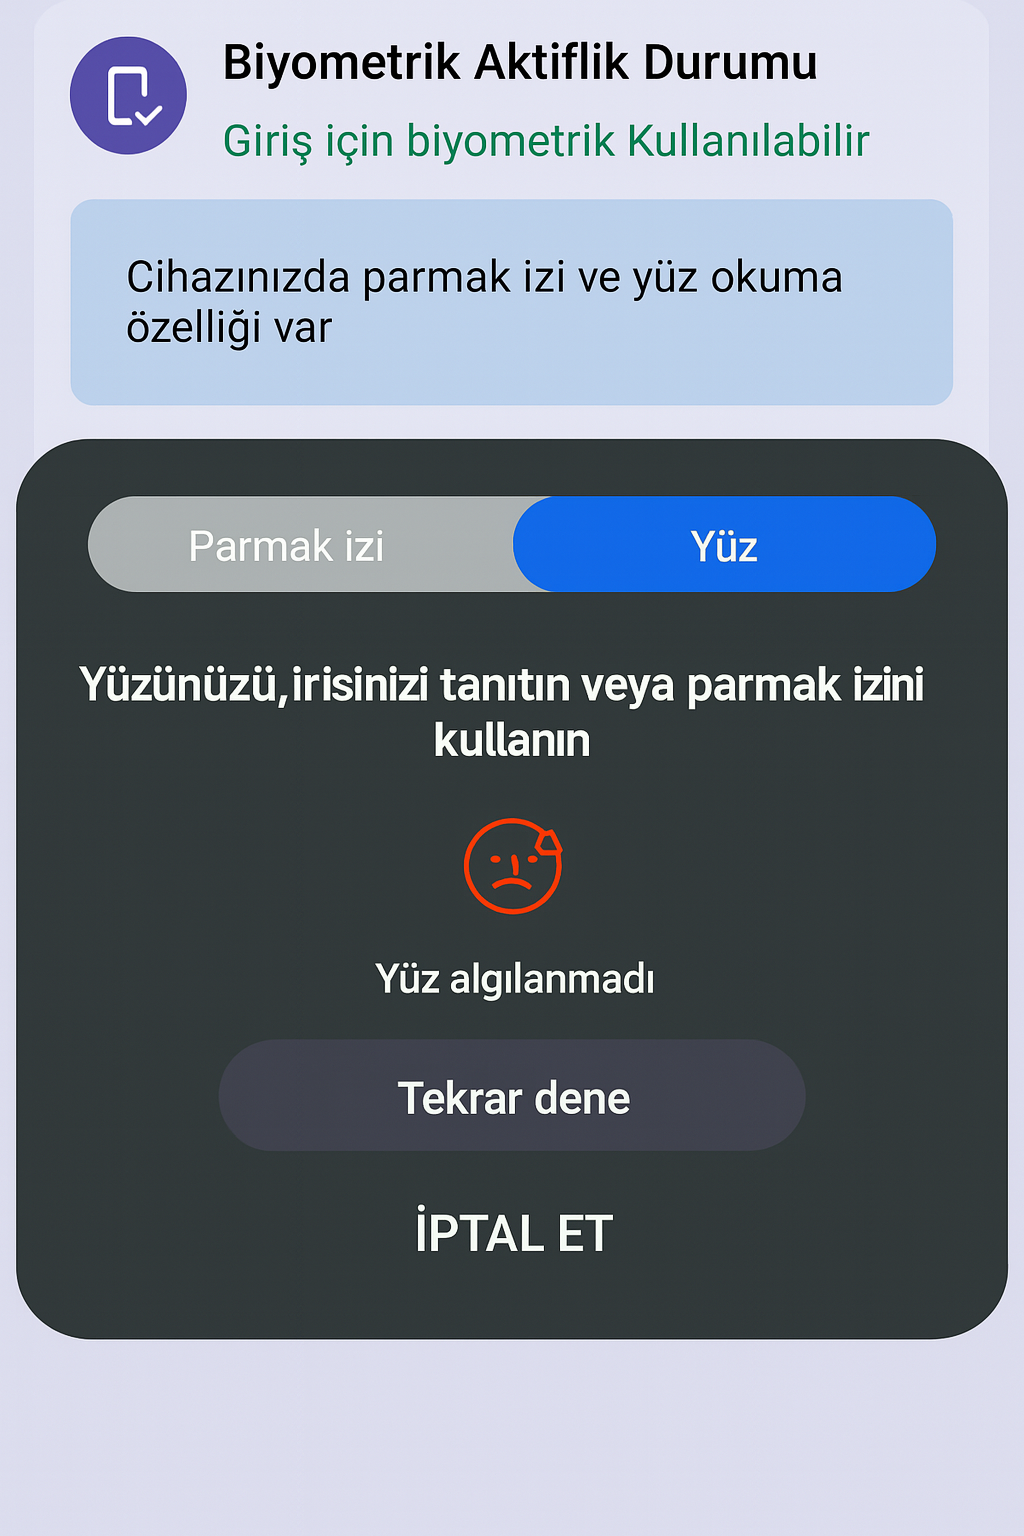 Biyometrik Aktiflik Durumu
Giriş için biyometrik Kullanılabilir
Cihazınızda parmak izi ve yüz okuma
özelliği var
Parmak izi
Yüz
Yüzünüzü,irisinizi tanıtın veya parmak izini
kullanın
Yüz algılanmadı
Tekrar dene
İPTAL ET